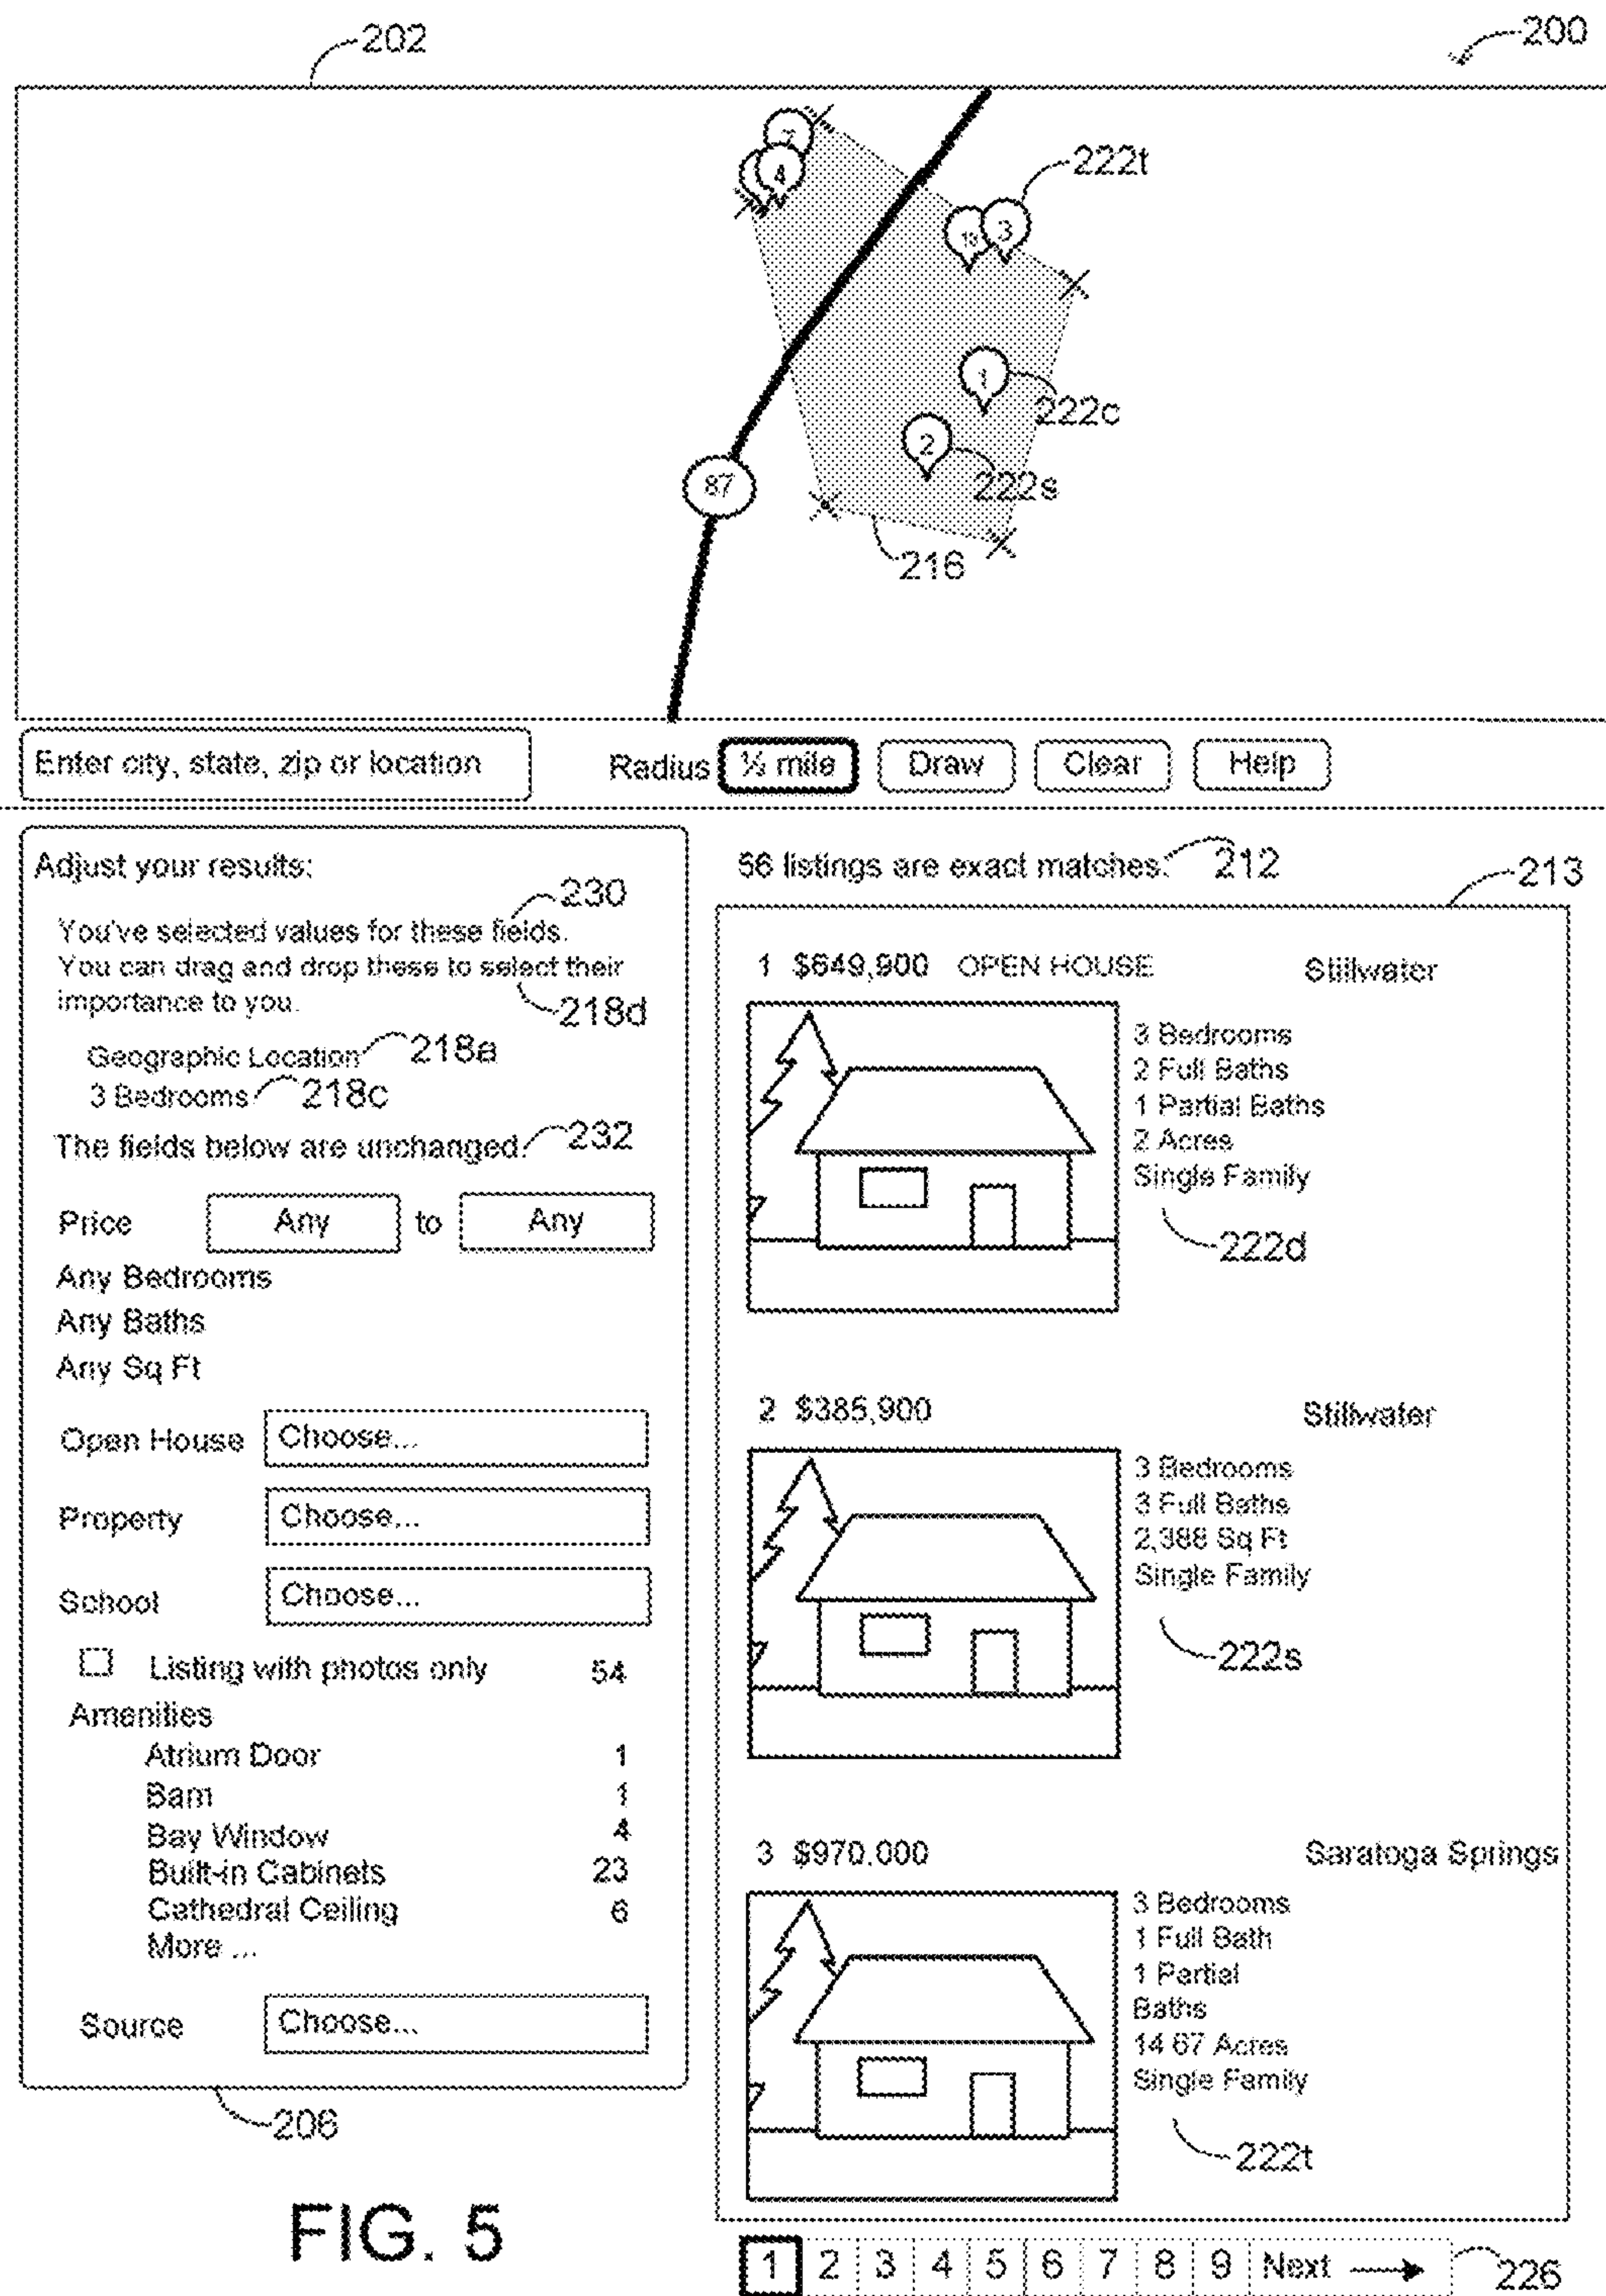 202
200
222t
4
3
1
222c
2
222s
87
216
Enter city, state, zip or location
Radius ½ mile Draw Clear Help
Adjust your results:
230
You've selected values for these fields.
You can drag and drop these to select their
importance to you.
218d
Geographic Location 218a
3 Bedrooms 218c
The fields below are unchanged. 232
Price Any to Any
Any Bedrooms
Any Baths
Any Sq Ft
Open House Choose...
Property Choose...
School Choose...
Listing with photos only 54
Amenities
Atrium Door 1
Barn 1
Bay Window 4
Built-in Cabinets 23
Cathedral Ceiling 6
More ...
Source Choose...
206
56 listings are exact matches. 212
213
1 $649,900 OPEN HOUSE Stillwater
3 Bedrooms
2 Full Baths
1 Partial Baths
2 Acres
Single Family
222d
2 $385,900 Stillwater
3 Bedrooms
3 Full Baths
2,388 Sq Ft
Single Family
222s
3 $970,000 Saratoga Springs
3 Bedrooms
1 Full Bath
1 Partial
Baths
14 67 Acres
Single Family
222t
1 2 3 4 5 6 7 8 9 Next
226
FIG. 5